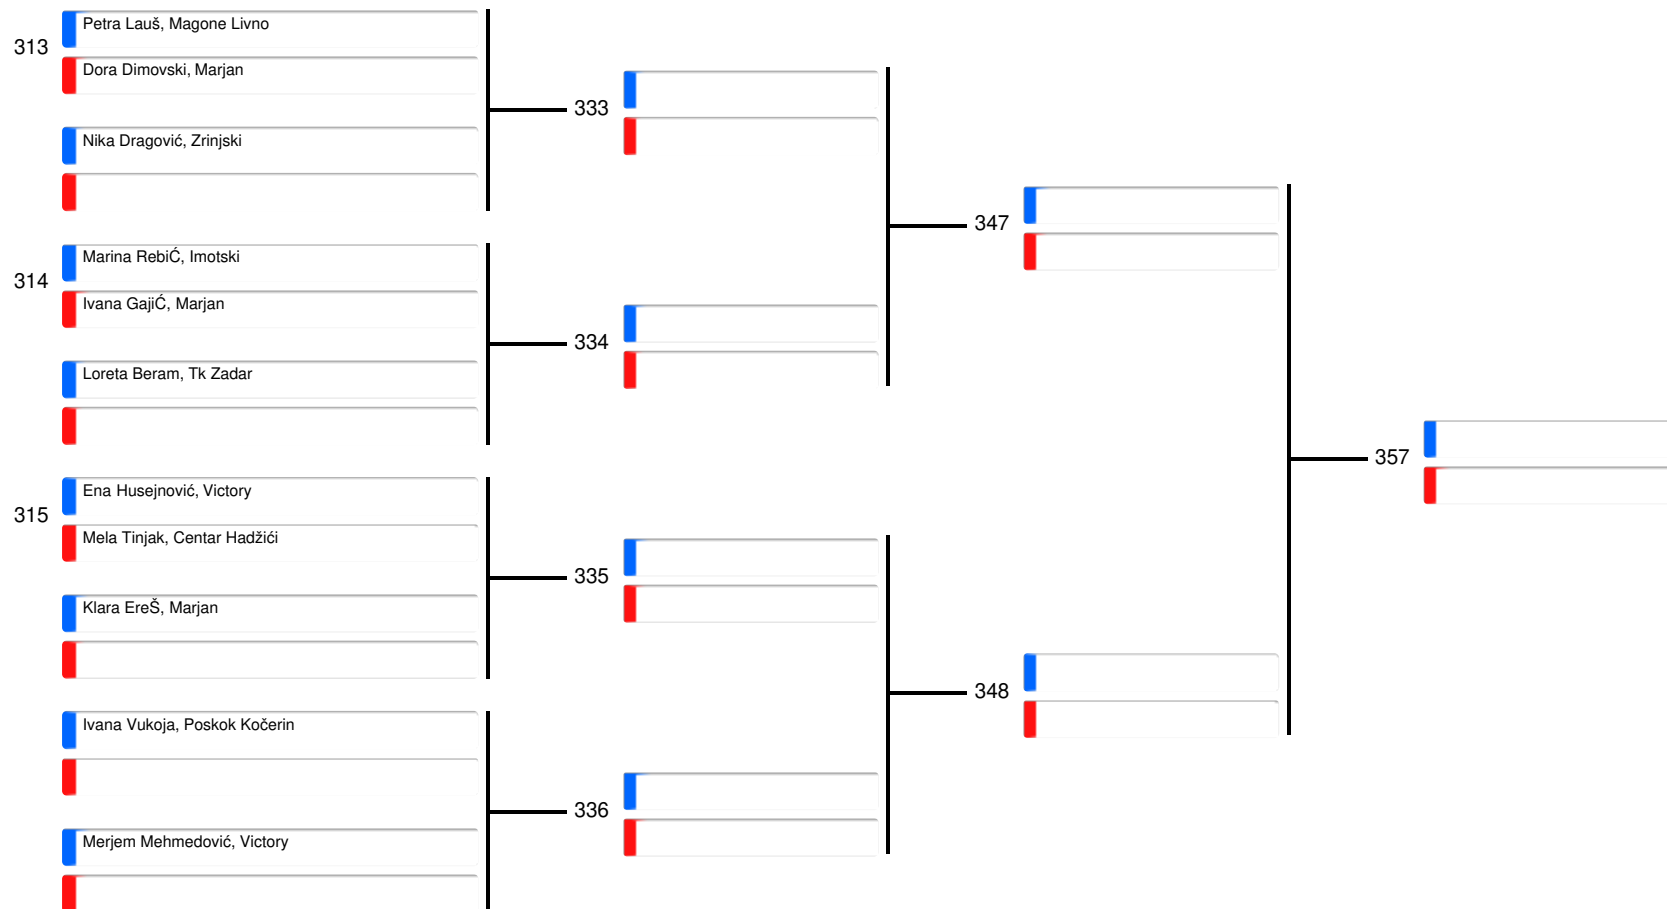 Petra Lauš, Magone Livno
313
Dora Dimovski, Marjan
333
Nika Dragović, Zrinjski
347
Marina RebiĆ, Imotski
314
Ivana GajiĆ, Marjan
334
Loreta Beram, Tk Zadar
357
Ena Husejnović, Victory
315
Mela Tinjak, Centar Hadžići
335
Klara EreŠ, Marjan
348
Ivana Vukoja, Poskok Kočerin
336
Merjem Mehmedović, Victory